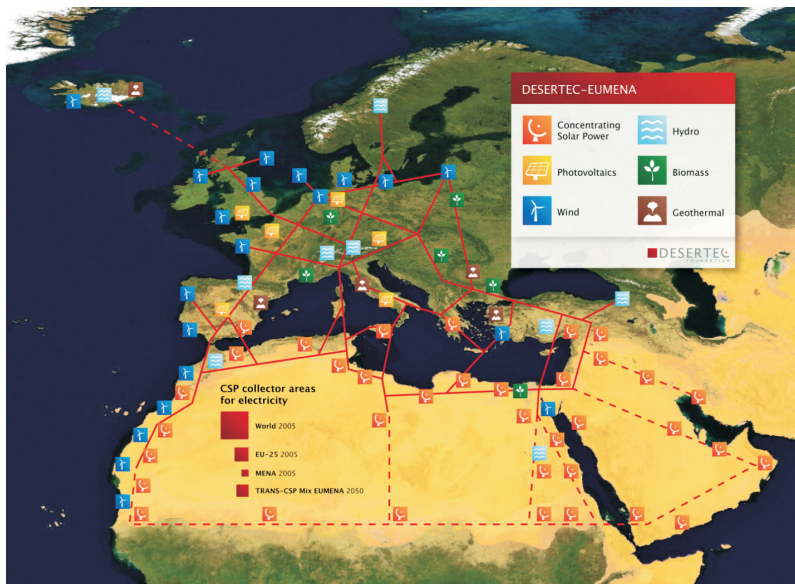 DESERTEC–EUMENA
Concentrating
Solar Power
Hydro
Photovoltaics
Biomass
Wind
Geothermal
DESERTEC
FOUNDATION
CSP collector areas
for electricity
World 2005
EU-25 2005
MENA 2005
TRANS-CSP Mix EUMENA 2050